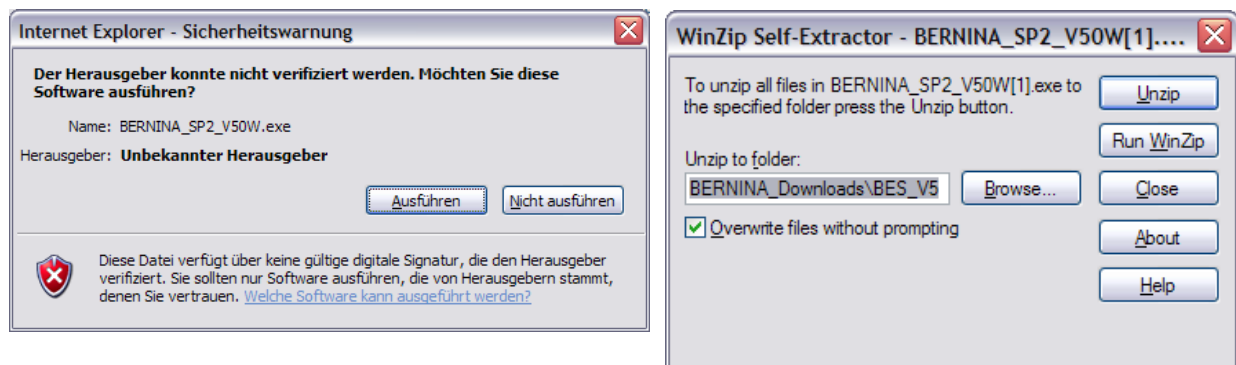 Internet Explorer - Sicherheitswarnung
Der Herausgeber konnte nicht verifiziert werden. Möchten Sie diese
Software ausführen?
Name: BERNINA_SP2_V50W.exe
Herausgeber: Unbekannter Herausgeber
Ausführen
Nicht ausführen
Diese Datei verfügt über keine gültige digitale Signatur, die den Herausgeber
verifiziert. Sie sollten nur Software ausführen, die von Herausgebern stammt,
denen Sie vertrauen. Welche Software kann ausgeführt werden?
WinZip Self-Extractor - BERNINA_SP2_V50W[1]....
To unzip all files in BERNINA_SP2_V50W[1].exe to
the specified folder press the Unzip button.
Unzip to folder:
BERNINA_Downloads\BES_V5
Browse...
Overwrite files without prompting
Unzip
Run WinZip
Close
About
Help